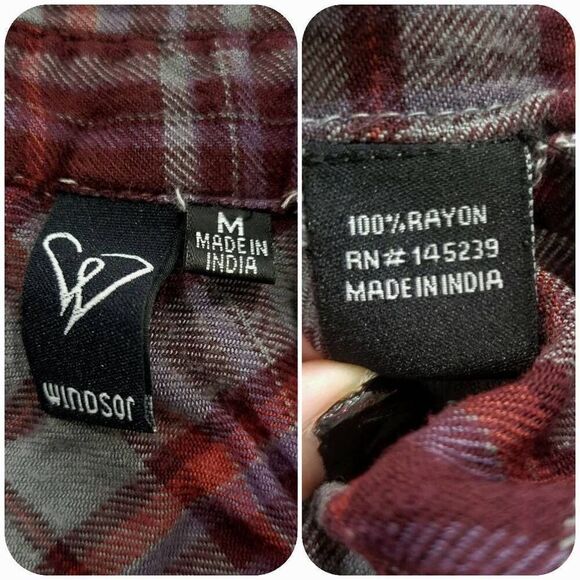 M
MADE IN
INDIA
WINDSOR
100% RAYON
RN# 145239
MADE IN INDIA